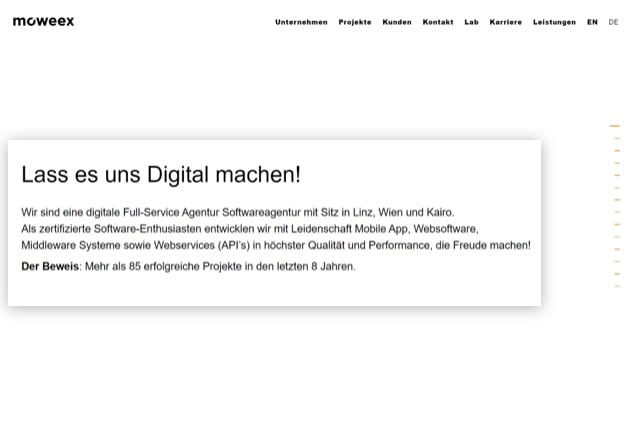 moweex
Unternehmen Projekte Kunden Kontakt Lab Karriere Leistungen EN DE
Lass es uns Digital machen!
Wir sind eine digitale Full-Service Agentur Softwareagentur mit Sitz in Linz, Wien und Kairo.
Als zertifizierte Software-Enthusiasten entwicklen wir mit Leidenschaft Mobile App, Websoftware,
Middleware Systeme sowie Webservices (API's) in höchster Qualität und Performance, die Freude machen!
Der Beweis: Mehr als 85 erfolgreiche Projekte in den letzten 8 Jahren.